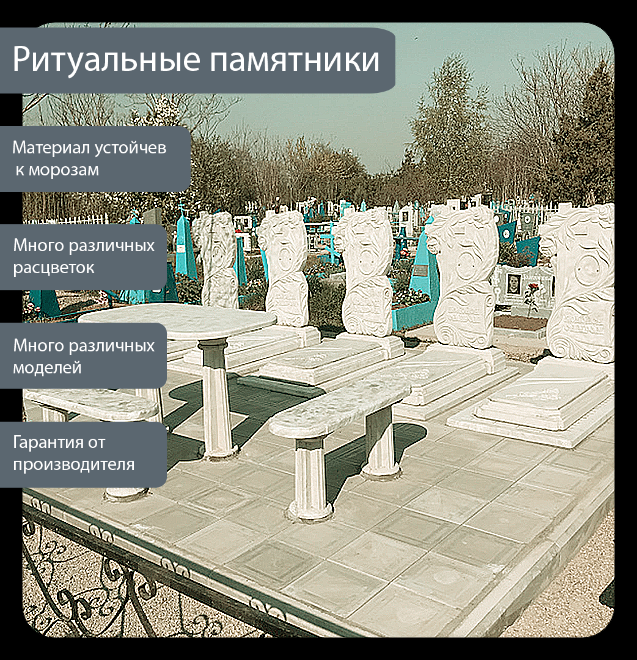 Ритуальные памятники
Материал устойчев
к морозам
Много различных
расцветок
Много различных
моделей
Гарантия от
производителя